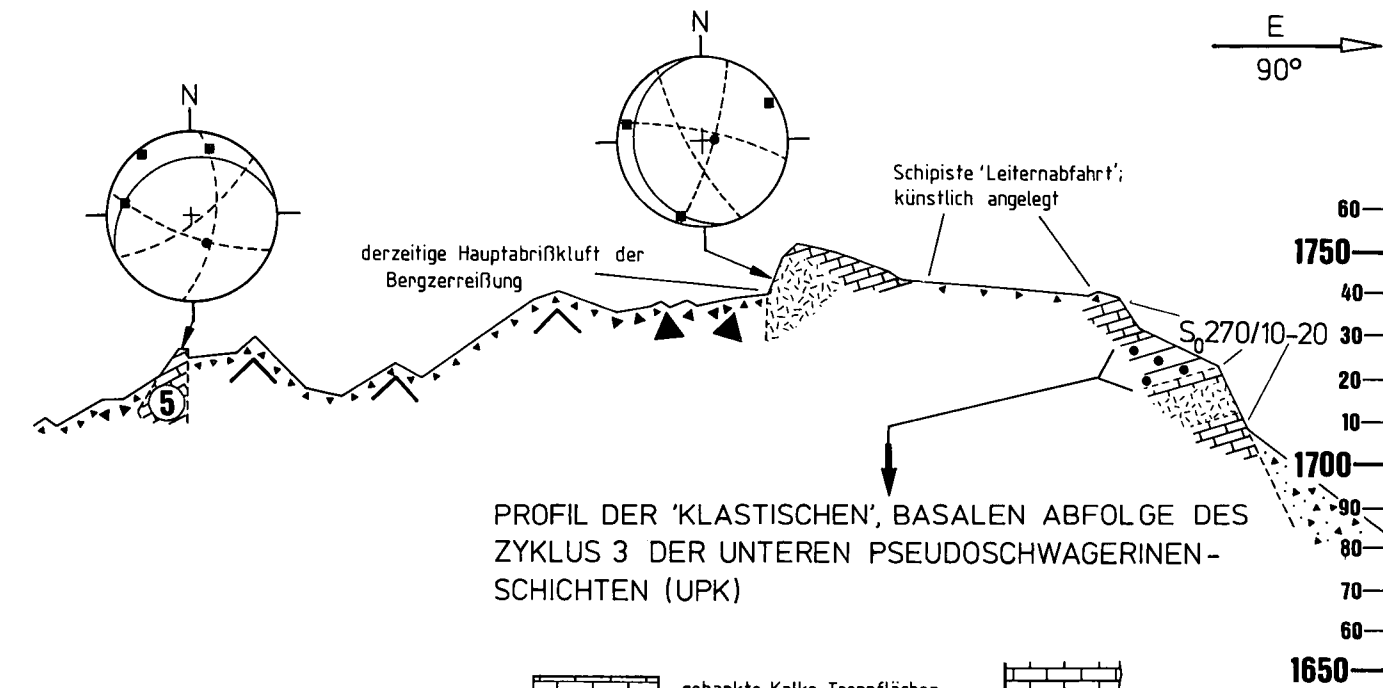 N
N
E
90°
Schipiste 'Leiternabfahrt';
künstlich angelegt
derzeitige Hauptabrißkluft der
Bergzerreißung
60
1750
40
S₀270/10-20
30
20
5
10
1700
PROFIL DER 'KLASTISCHEN', BASALEN ABFOLGE DES
90
ZYKLUS 3 DER UNTEREN PSEUDOSCHWAGERINEN-
80
SCHICHTEN (UPK)
70
60
1650
gebankte Kalke